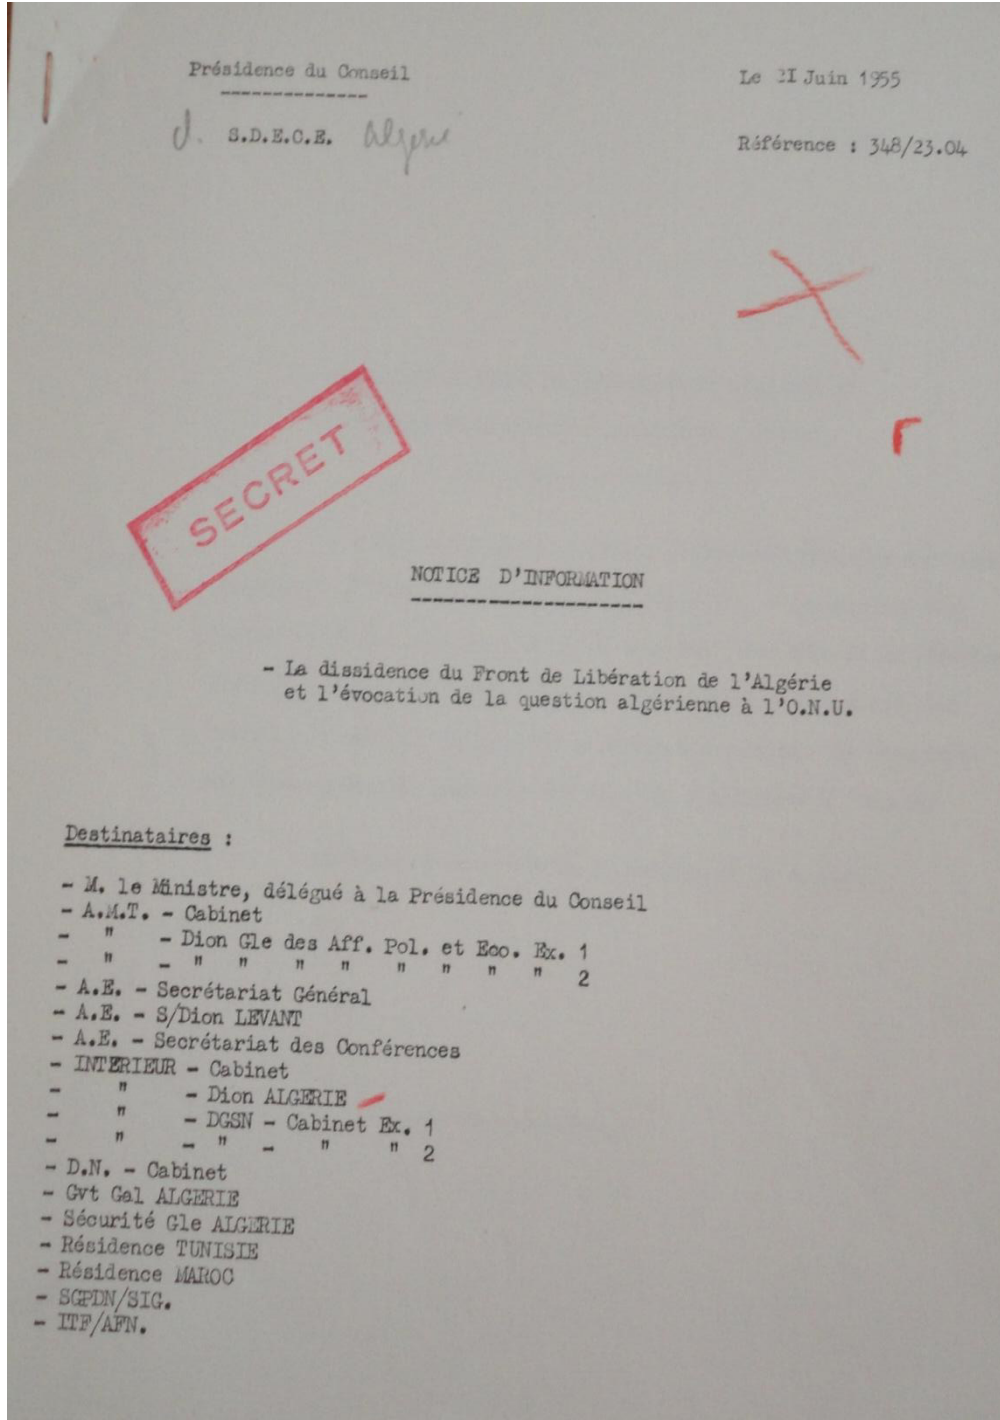 Présidence du Conseil
Le 21 Juin 1955
S.D.E.C.E. Algérie
Référence : 348/23.04
SECRET
NOTICE D'INFORMATION
- La dissidence du Front de Libération de l'Algérie
et l'évocation de la question algérienne à l'O.N.U.
Destinataires :
- M. le Ministre, délégué à la Présidence du Conseil
- A.M.T. - Cabinet
- " - Dion Gle des Aff. Pol. et Eco. Ex. 1
- " - " " " " " " " " 2
- A.E. - Secrétariat Général
- A.E. - S/Dion LEVANT
- A.E. - Secrétariat des Conférences
- INTERIEUR - Cabinet
- " - Dion ALGERIE
- " - DGSN - Cabinet Ex. 1
- " - " - " " 2
- D.N. - Cabinet
- Gvt Gal ALGERIE
- Sécurité Gle ALGERIE
- Résidence TUNISIE
- Résidence MAROC
- SGPDN/SIG.
- ITF/AFN.